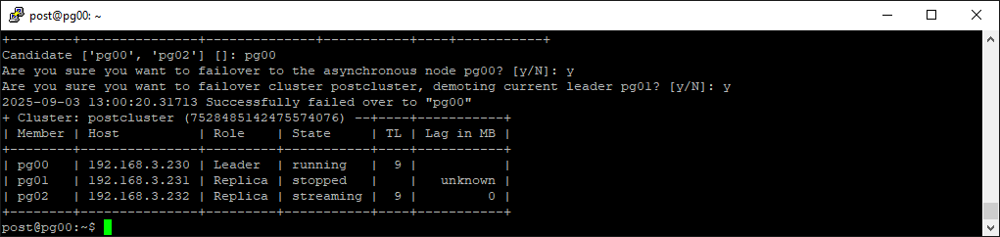 post@pg00: ~
+--------+---------------+--------------+-----------+----+-----------+
Candidate ['pg00', 'pg02'] []: pg00
Are you sure you want to failover to the asynchronous node pg00? [y/N]: y
Are you sure you want to failover cluster postcluster, demoting current leader pg01? [y/N]: y
2025-09-03 13:00:20.31713 Successfully failed over to "pg00"
+ Cluster: postcluster (7528485142475574076) --+----+-----------+
| Member | Host          | Role    | State     | TL | Lag in MB |
+--------+---------------+---------+-----------+----+-----------+
| pg00   | 192.168.3.230 | Leader  | running   |  9 |           |
| pg01   | 192.168.3.231 | Replica | stopped   |    |   unknown |
| pg02   | 192.168.3.232 | Replica | streaming |  9 |         0 |
+--------+---------------+---------+-----------+----+-----------+
post@pg00:~$